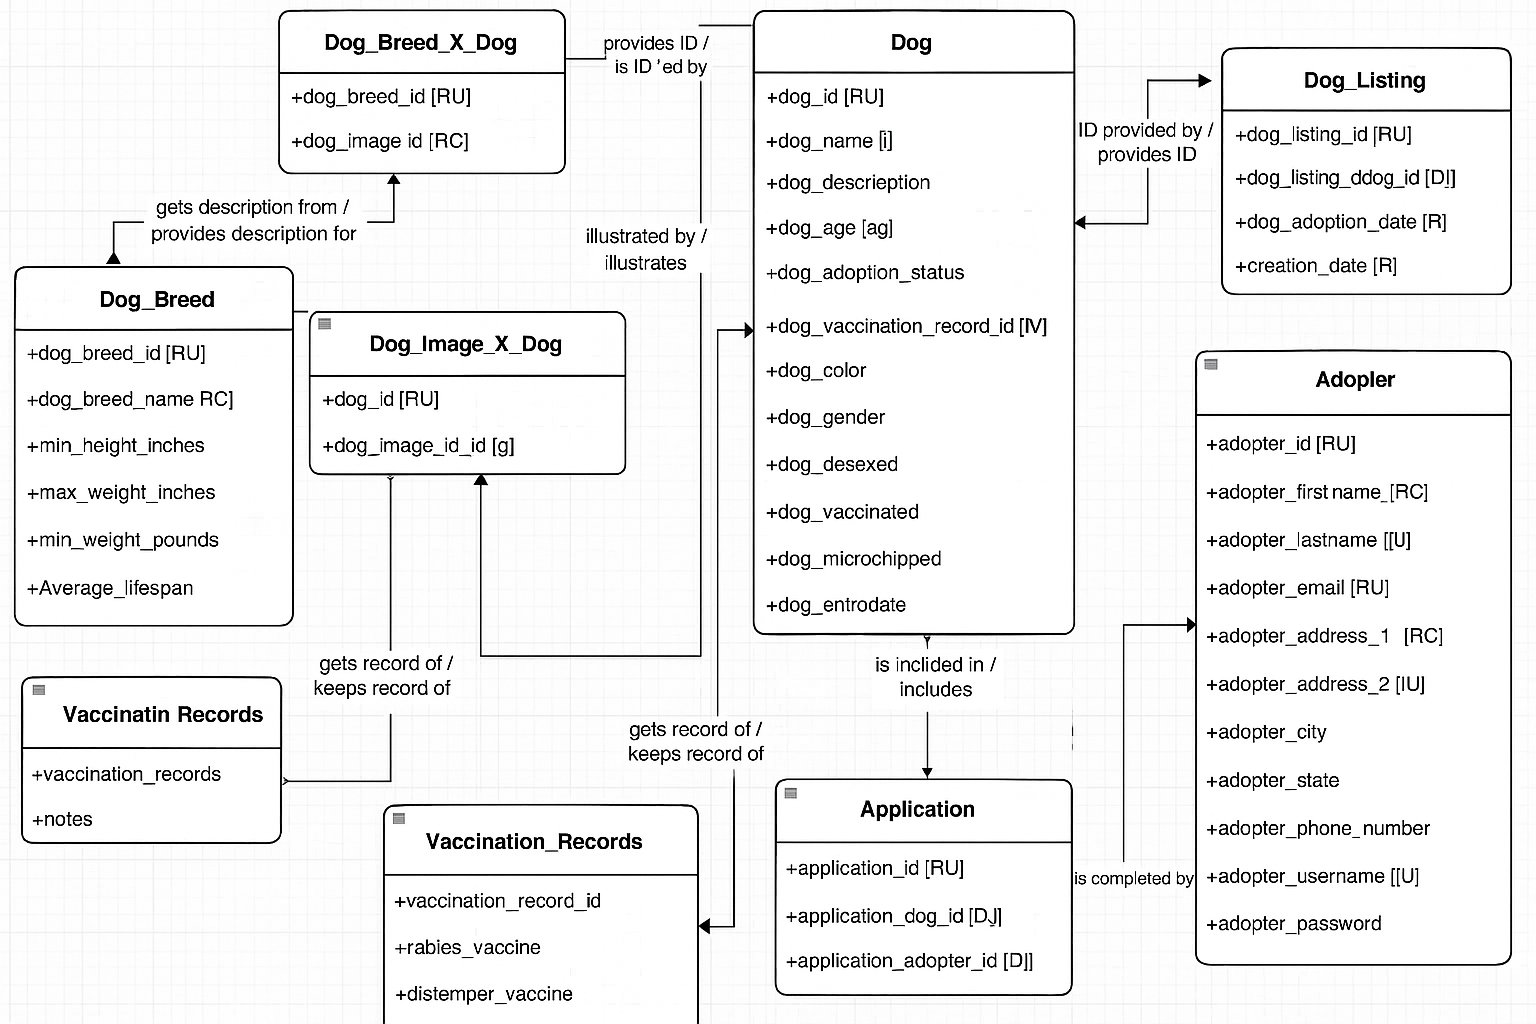 Dog_Breed_X_Dog
+dog_breed_id [RU]
+dog_image id [RC]
provides ID /
is ID 'ed by
Dog
+dog_id [RU]
+dog_name [i]
+dog_descrieption
+dog_age [ag]
+dog_adoption_status
+dog_vaccination_record_id [IV]
+dog_color
+dog_gender
+dog_desexed
+dog_vaccinated
+dog_microchipped
+dog_entrodate
ID provided by /
provides ID
Dog_Listing
+dog_listing_id [RU]
+dog_listing_ddog_id [DI]
+dog_adoption_date [R]
+creation_date [R]
gets description from /
provides description for
illustrated by /
illustrates
Dog_Breed
+dog_breed_id [RU]
+dog_breed_name RC]
+min_height_inches
+max_weight_inches
+min_weight_pounds
+Average_lifespan
Dog_Image_X_Dog
+dog_id [RU]
+dog_image_id_id [g]
Adopler
+adopter_id [RU]
+adopter_first name_[RC]
+adopter_lastname [[U]
+adopter_email [RU]
+adopter_address_1 [RC]
+adopter_address_2 [IU]
+adopter_city
+adopter_state
+adopter_phone_number
+adopter_username [[U]
+adopter_password
gets record of /
keeps record of
is inclided in /
includes
Vaccinatin Records
+vaccination_records
+notes
gets record of /
keeps record of
Vaccination_Records
+vaccination_record_id
+rabies_vaccine
+distemper_vaccine
Application
+application_id [RU]
+application_dog_id [DJ]
+application_adopter_id [D]]
is completed by